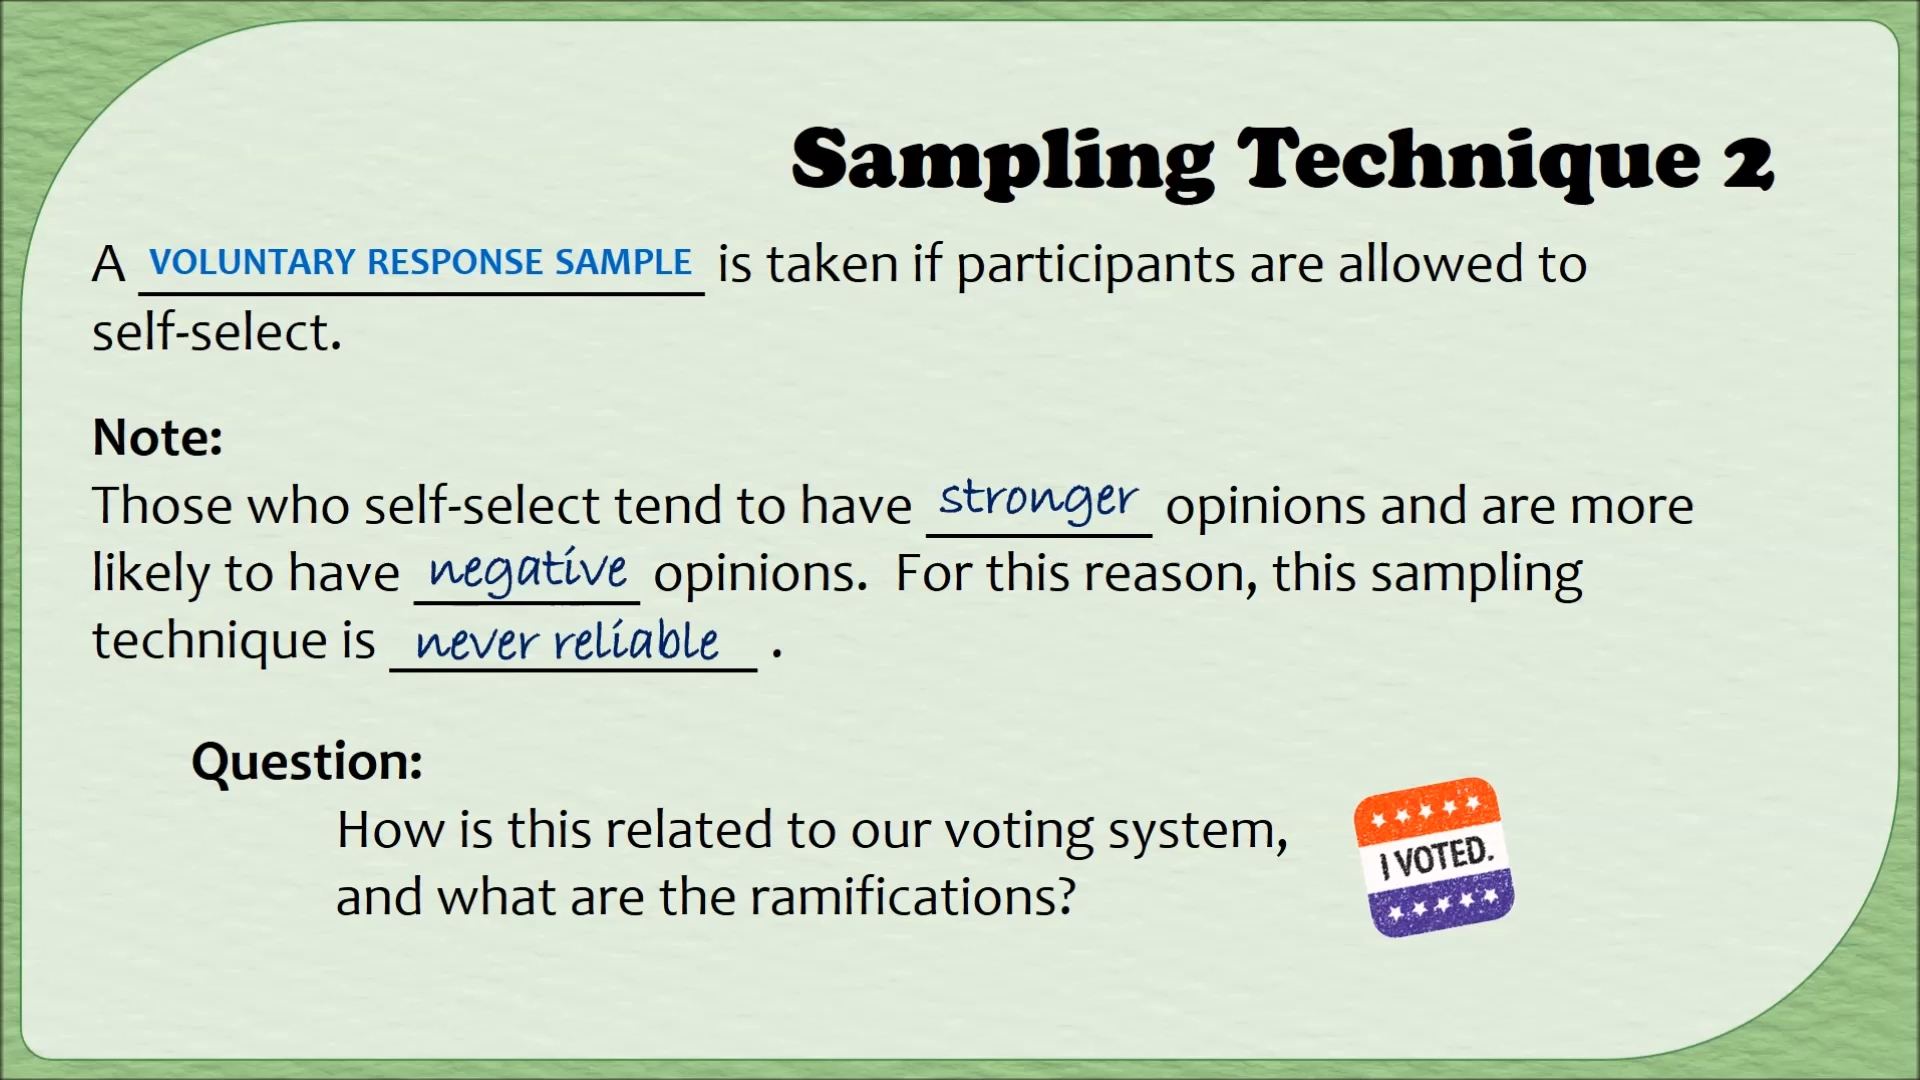 Sampling Technique 2
A VOLUNTARY RESPONSE SAMPLE is taken if participants are allowed to
self-select.
Note:
Those who self-select tend to have stronger opinions and are more
likely to have negative opinions. For this reason, this sampling
technique is never reliable .
Question:
How is this related to our voting system,
and what are the ramifications?
I VOTED.